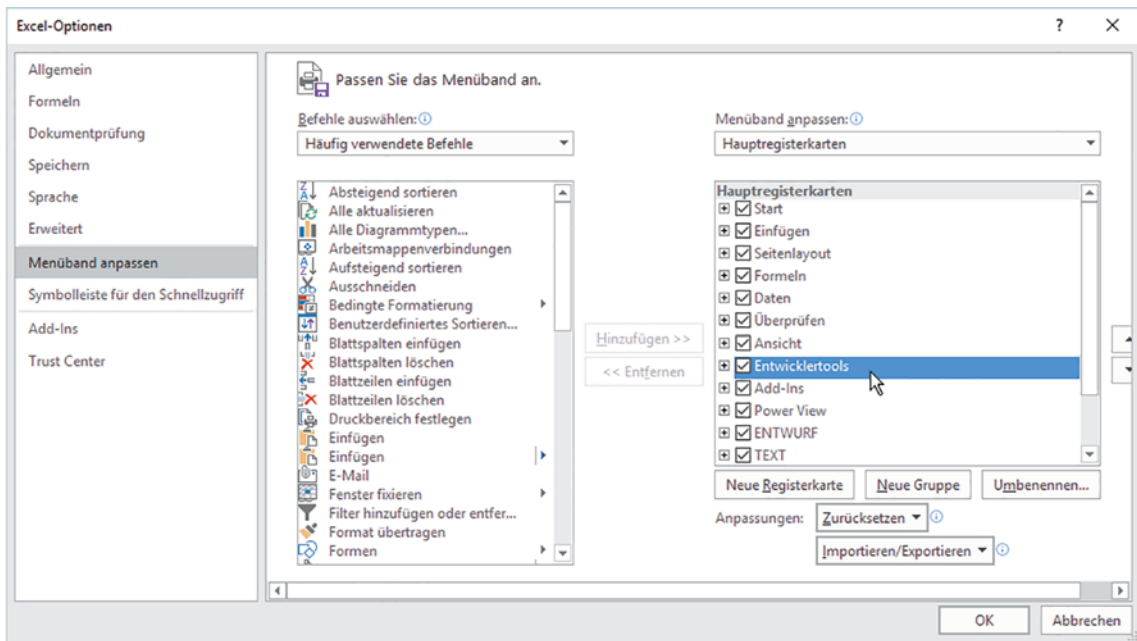 Excel-Optionen
?
Allgemein
Formeln
Dokumentprüfung
Speichern
Sprache
Erweitert
Menüband anpassen
Symbolleiste für den Schnellzugriff
Add-Ins
Trust Center
Passen Sie das Menüband an.
Befehle auswählen:
Häufig verwendete Befehle
Absteigend sortieren
Alle aktualisieren
Alle Diagrammtypen...
Arbeitsmappenverbindungen
Aufsteigend sortieren
Ausschneiden
Bedingte Formatierung
Benutzerdefiniertes Sortieren...
Blattspalten einfügen
Blattspalten löschen
Blattzeilen einfügen
Blattzeilen löschen
Druckbereich festlegen
Einfügen
Einfügen
E-Mail
Fenster fixieren
Filter hinzufügen oder entfer...
Format übertragen
Formen
Hinzufügen >>
<< Entfernen
Menüband anpassen:
Hauptregisterkarten
Hauptregisterkarten
Start
Einfügen
Seitenlayout
Formeln
Daten
Überprüfen
Ansicht
Entwicklertools
Add-Ins
Power View
ENTWURF
TEXT
Neue Registerkarte
Neue Gruppe
Umbenennen...
Anpassungen:
Zurücksetzen
Importieren/Exportieren
OK
Abbrechen